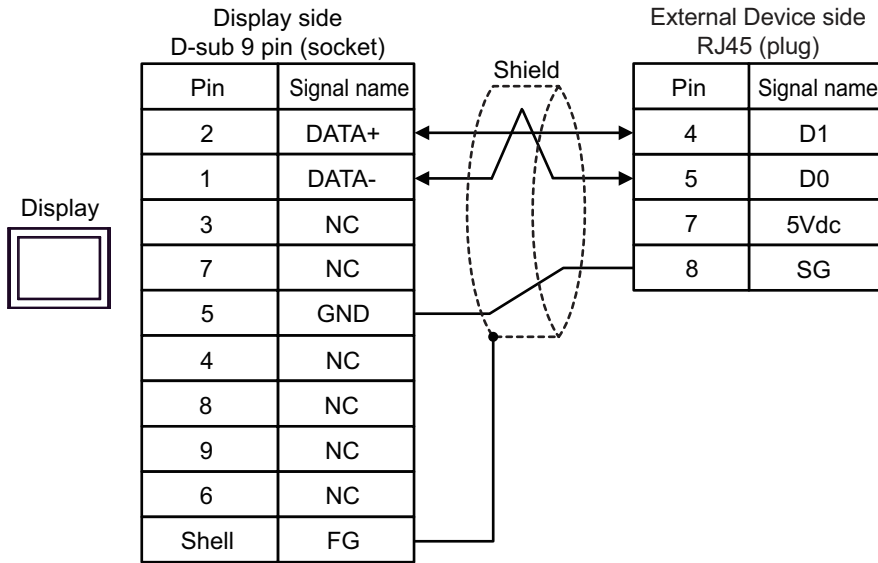 Display side
D-sub 9 pin (socket)
External Device side
RJ45 (plug)
Shield
Display
Pin Signal name
2 DATA+
1 DATA-
3 NC
7 NC
5 GND
4 NC
8 NC
9 NC
6 NC
Shell FG
Pin Signal name
4 D1
5 D0
7 5Vdc
8 SG